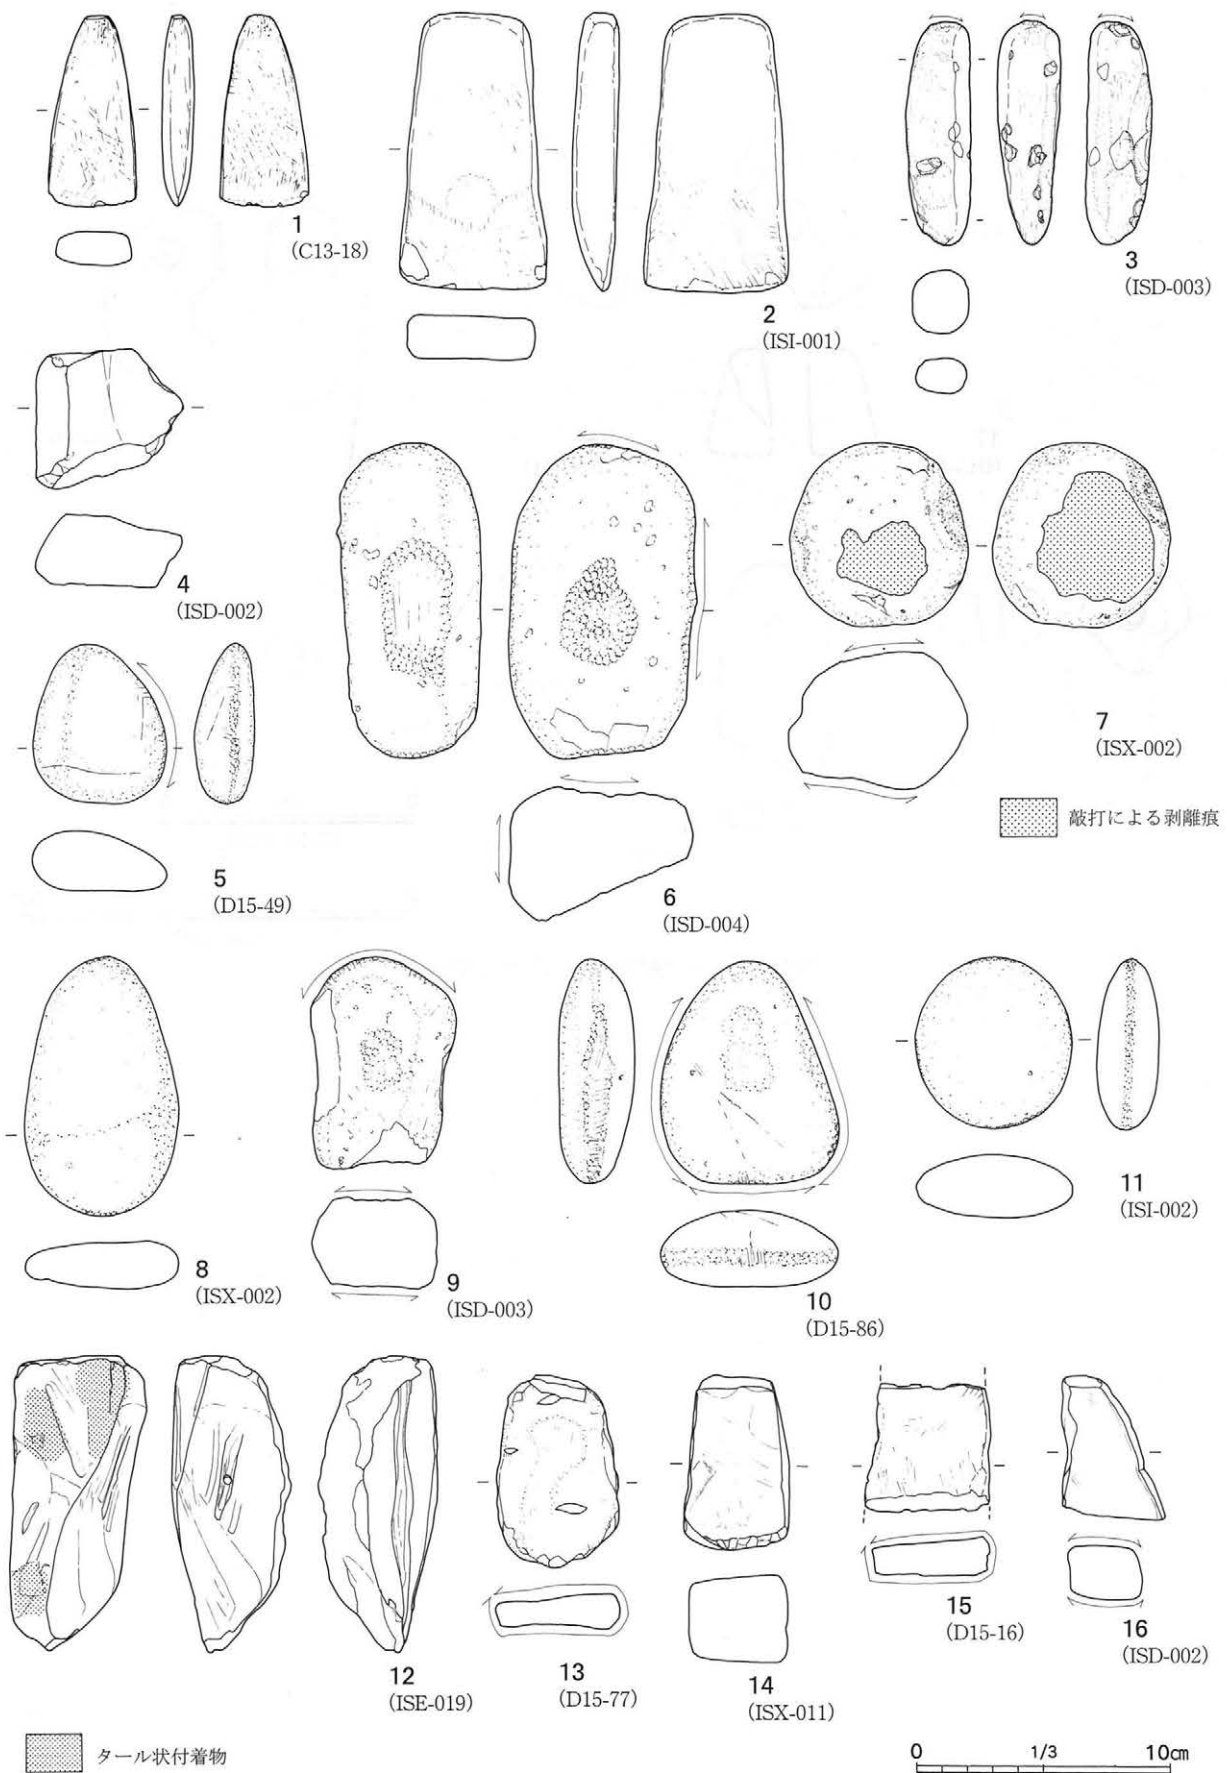 1
(C13-18)
2
(ISI-001)
3
(ISD-003)
4
(ISD-002)
5
(D15-49)
6
(ISD-004)
7
(ISX-002)
敲打による剥離痕
8
(ISX-002)
9
(ISD-003)
10
(D15-86)
11
(ISI-002)
12
(ISE-019)
13
(D15-77)
14
(ISX-011)
15
(D15-16)
16
(ISD-002)
タール状付着物
0 1/3 10cm